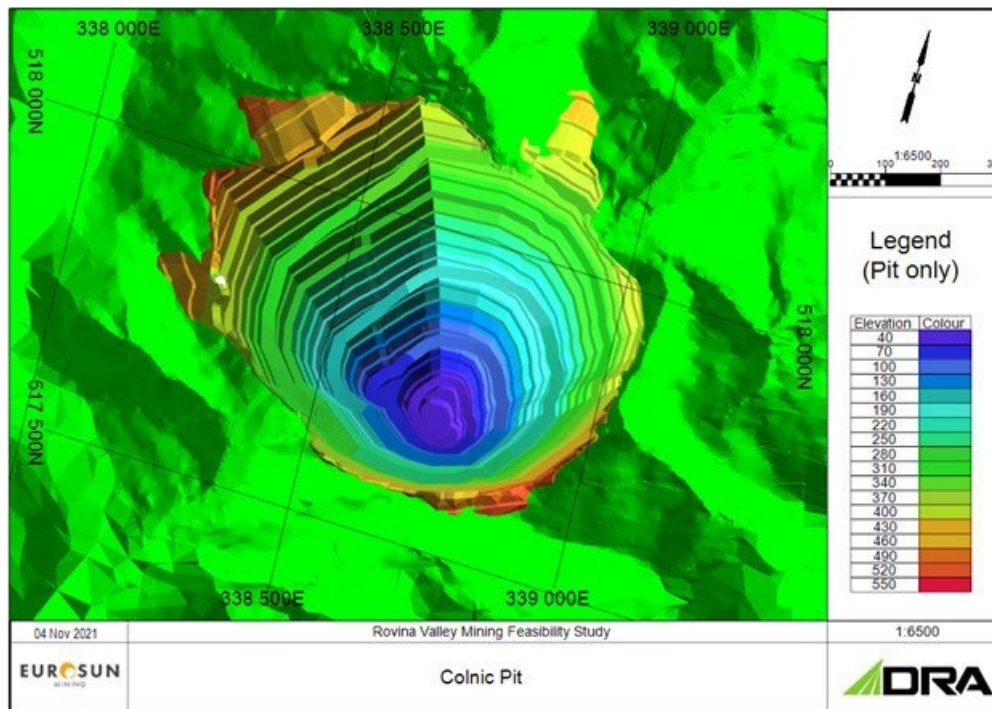 338 000E
338 500E
339 000E
518 000N
517 500N
518 000N
338 500E
339 000E
N
1:6500
0 100 200
Legend
(Pit only)
Elevation Colour
40
70
100
130
160
190
220
250
280
310
340
370
400
430
460
490
520
550
04 Nov 2021
Rovina Valley Mining Feasibility Study
1:6500
EUROSUN
MINING
Colnic Pit
DRA